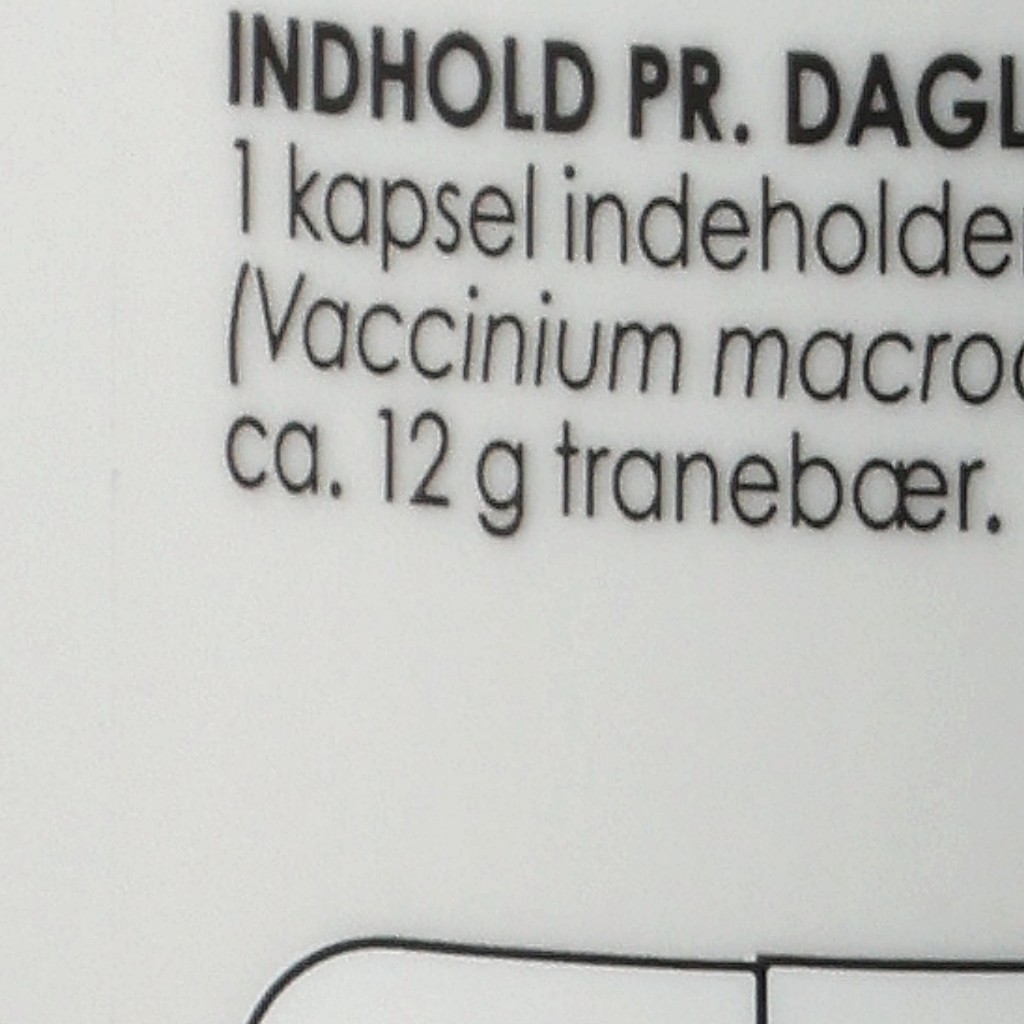 INDHOLD PR. DAGL
1 kapsel indeholde
(Vaccinium macro
ca. 12 g tranebær.